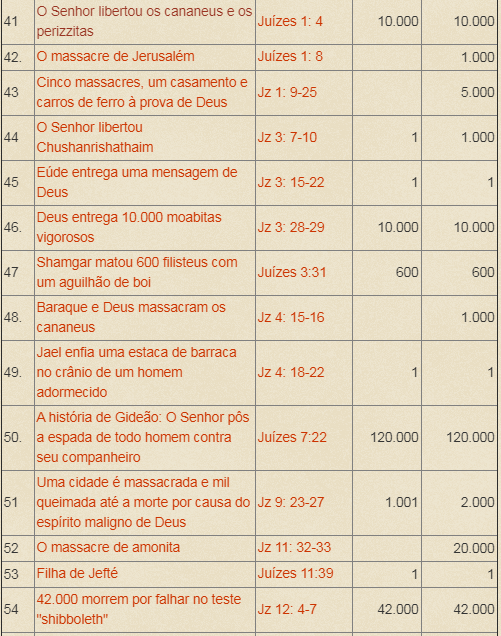 41 O Senhor libertou os cananeus e os perizzitas Juízes 1: 4 10.000 10.000
42. O massacre de Jerusalém Juízes 1: 8 1.000
43 Cinco massacres, um casamento e carros de ferro à prova de Deus Jz 1: 9-25 5.000
44 O Senhor libertou Chushanrishathaim Jz 3: 7-10 1 1.000
45 Eúde entrega uma mensagem de Deus Jz 3: 15-22 1 1
46. Deus entrega 10.000 moabitas vigorosos Jz 3: 28-29 10.000 10.000
47 Shamgar matou 600 filisteus com um aguilhão de boi Juízes 3:31 600 600
48. Baraque e Deus massacram os cananeus Jz 4: 15-16 1.000
49. Jael enfia uma estaca de barraca no crânio de um homem adormecido Jz 4: 18-22 1 1
50. A história de Gideão: O Senhor pôs a espada de todo homem contra seu companheiro Juízes 7:22 120.000 120.000
51 Uma cidade é massacrada e mil queimada até a morte por causa do espírito maligno de Deus Jz 9: 23-27 1.001 2.000
52 O massacre de amonita Jz 11: 32-33 20.000
53 Filha de Jefté Juízes 11:39 1 1
54 42.000 morrem por falhar no teste "shibboleth" Jz 12: 4-7 42.000 42.000